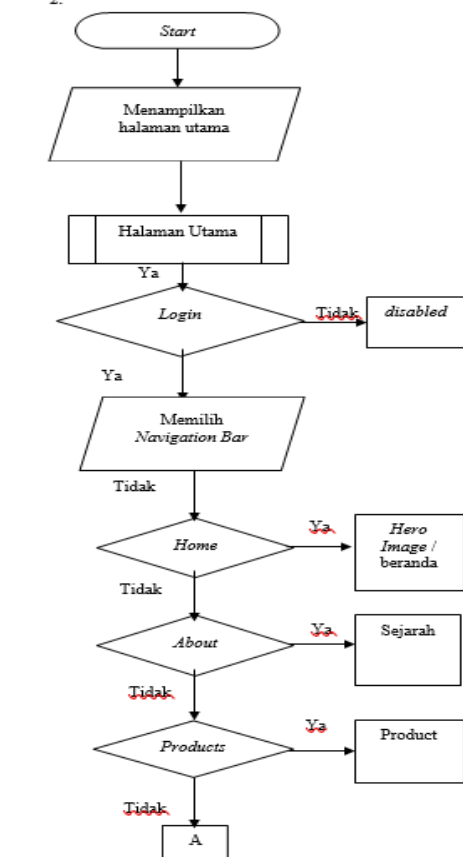 2.
Start
Menampilkan
halaman utama
Halaman Utama
Ya
Login
Tidak
disabled
Ya
Memilih
Navigation Bar
Tidak
Home
Ya
Hero
Image /
beranda
Tidak
About
Ya
Sejarah
Tidak
Products
Ya
Product
Tidak
A